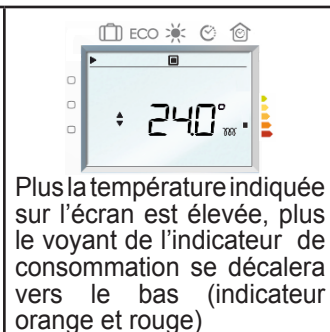 ECO
24.0°
Plus la température indiquée
sur l’écran est élevée, plus
le voyant de l’indicateur de
consommation se décalera
vers le bas (indicateur
orange et rouge)